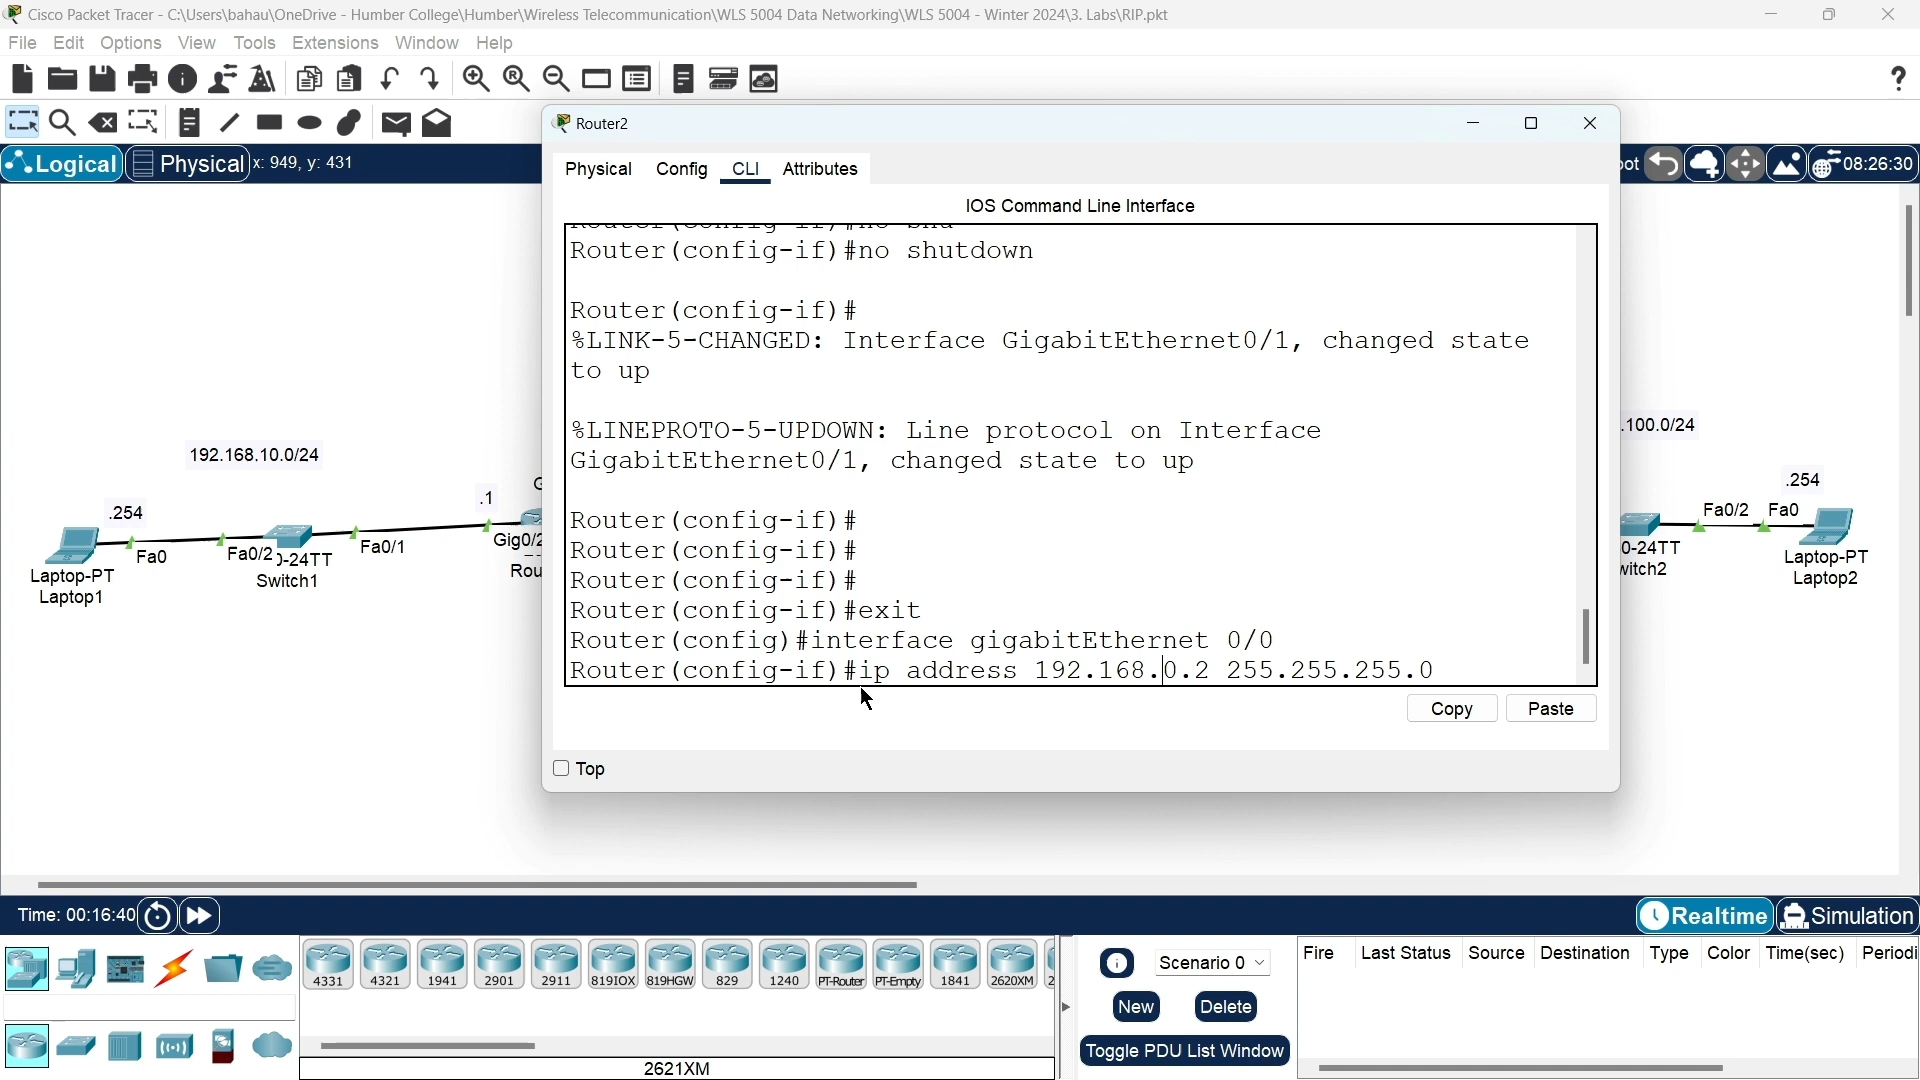 Cisco Packet Tracer - C:\Users\bahau\OneDrive - Humber College\Humber\Wireless Telecommunication\WLS 5004 Data Networking\WLS 5004 - Winter 2024\3. Labs\RIP.pkt
File Edit Options View Tools Extensions Window Help
Router2
Logical Physical x: 949, y: 431
08:26:30
Physical Config CLI Attributes
IOS Command Line Interface
Router(config-if)#no shutdown
Router(config-if)#
%LINK-5-CHANGED: Interface GigabitEthernet0/1, changed state
to up
%LINEPROTO-5-UPDOWN: Line protocol on Interface
GigabitEthernet0/1, changed state to up
Router(config-if)#
Router(config-if)#
Router(config-if)#
Router(config-if)#exit
Router(config)#interface gigabitEthernet 0/0
Router(config-if)#ip address 192.168.0.2 255.255.255.0
Copy Paste
Top
192.168.10.0/24
.254
.1
Fa0
Fa0/2
Fa0/1
Gig0/2
-24TT
Laptop-PT
Laptop1
Switch1
Rou
.100.0/24
.254
Fa0/2 Fa0
0-24TT
witch2
Laptop-PT
Laptop2
Time: 00:16:40
Realtime Simulation
4331 4321 1941 2901 2911 819IOX 819HGW 829 1240 PT-Router PT-Empty 1841 2620XM 2
2621XM
Scenario 0
New Delete
Toggle PDU List Window
Fire Last Status Source Destination Type Color Time(sec) Periodi